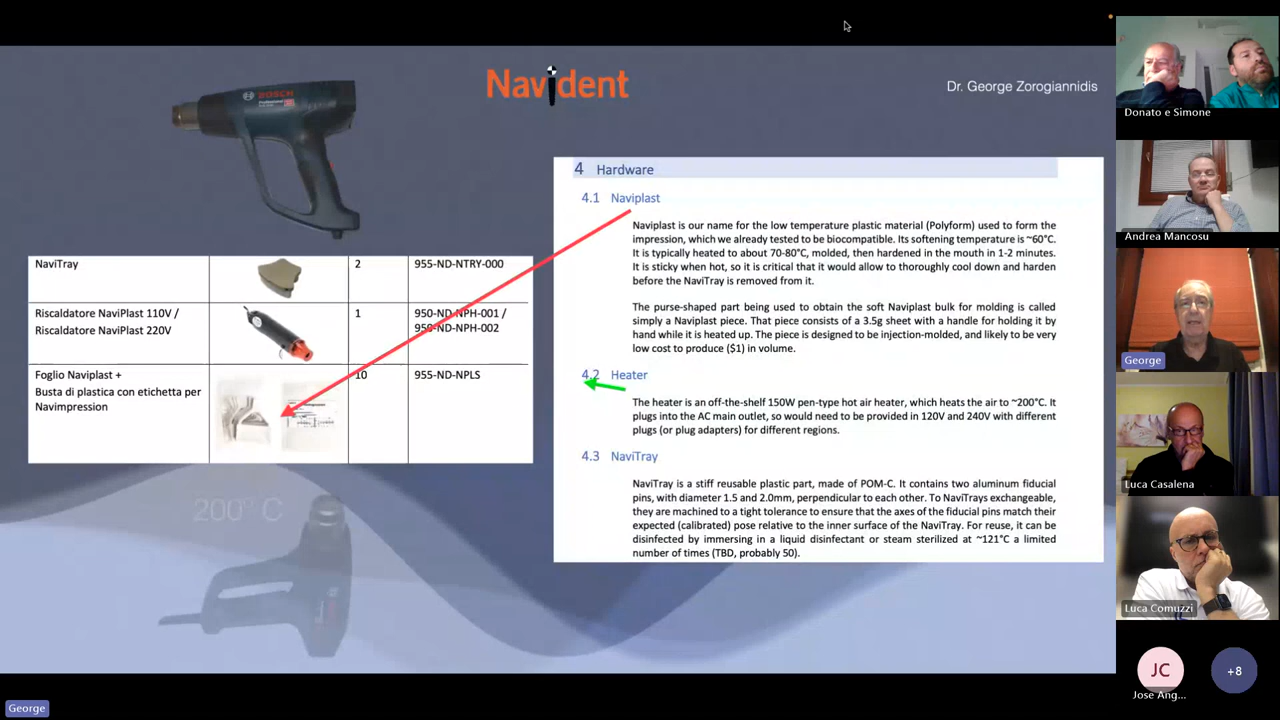 Navident
Dr. George Zorogiannidis
BOSCH
Professional
NaviTray
2
955-ND-NTRY-000
Riscaldatore NaviPlast 110V /
Riscaldatore NaviPlast 220V
1
950-ND-NPH-001 /
950-ND-NPH-002
Foglio Naviplast +
Busta di plastica con etichetta per
Navimpression
10
955-ND-NPLS
200° C
4 Hardware
4.1 Naviplast
Naviplast is our name for the low temperature plastic material (Polyform) used to form the
impression, which we already tested to be biocompatible. Its softening temperature is ~60°C.
It is typically heated to about 70-80°C, molded, then hardened in the mouth in 1-2 minutes.
It is sticky when hot, so it is critical that it would allow to thoroughly cool down and harden
before the NaviTray is removed from it.
The purse-shaped part being used to obtain the soft Naviplast bulk for molding is called
simply a Naviplast piece. That piece consists of a 3.5g sheet with a handle for holding it by
hand while it is heated up. The piece is designed to be injection-molded, and likely to be very
low cost to produce ($1) in volume.
4.2 Heater
The heater is an off-the-shelf 150W pen-type hot air heater, which heats the air to ~200°C. It
plugs into the AC main outlet, so would need to be provided in 120V and 240V with different
plugs (or plug adapters) for different regions.
4.3 NaviTray
NaviTray is a stiff reusable plastic part, made of POM-C. It contains two aluminum fiducial
pins, with diameter 1.5 and 2.0mm, perpendicular to each other. To NaviTrays exchangeable,
they are machined to a tight tolerance to ensure that the axes of the fiducial pins match their
expected (calibrated) pose relative to the inner surface of the NaviTray. For reuse, it can be
disinfected by immersing in a liquid disinfectant or steam sterilized at ~121°C a limited
number of times (TBD, probably 50).
Donato e Simone
Andrea Mancosu
George
Luca Casalena
Luca Comuzzi
JC
Jose Ang...
+8
George